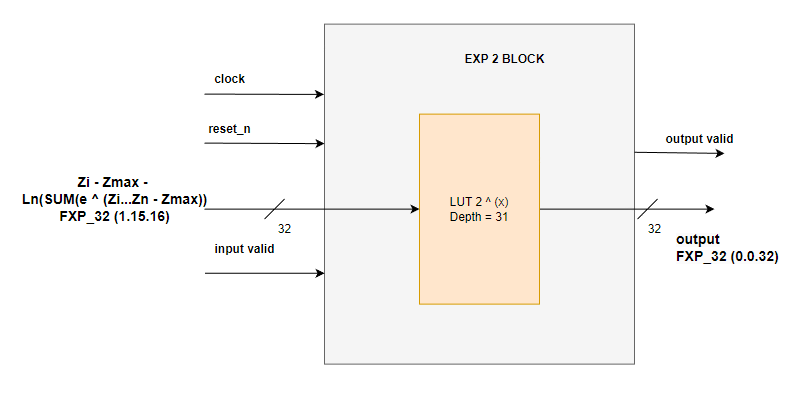 EXP 2 BLOCK
clock
reset_n
output valid
Zi - Zmax -
Ln(SUM(e ^ (Zi...Zn - Zmax))
FXP_32 (1.15.16)
32
LUT 2 ^ (x)
Depth = 31
32
input valid
output
FXP_32 (0.0.32)